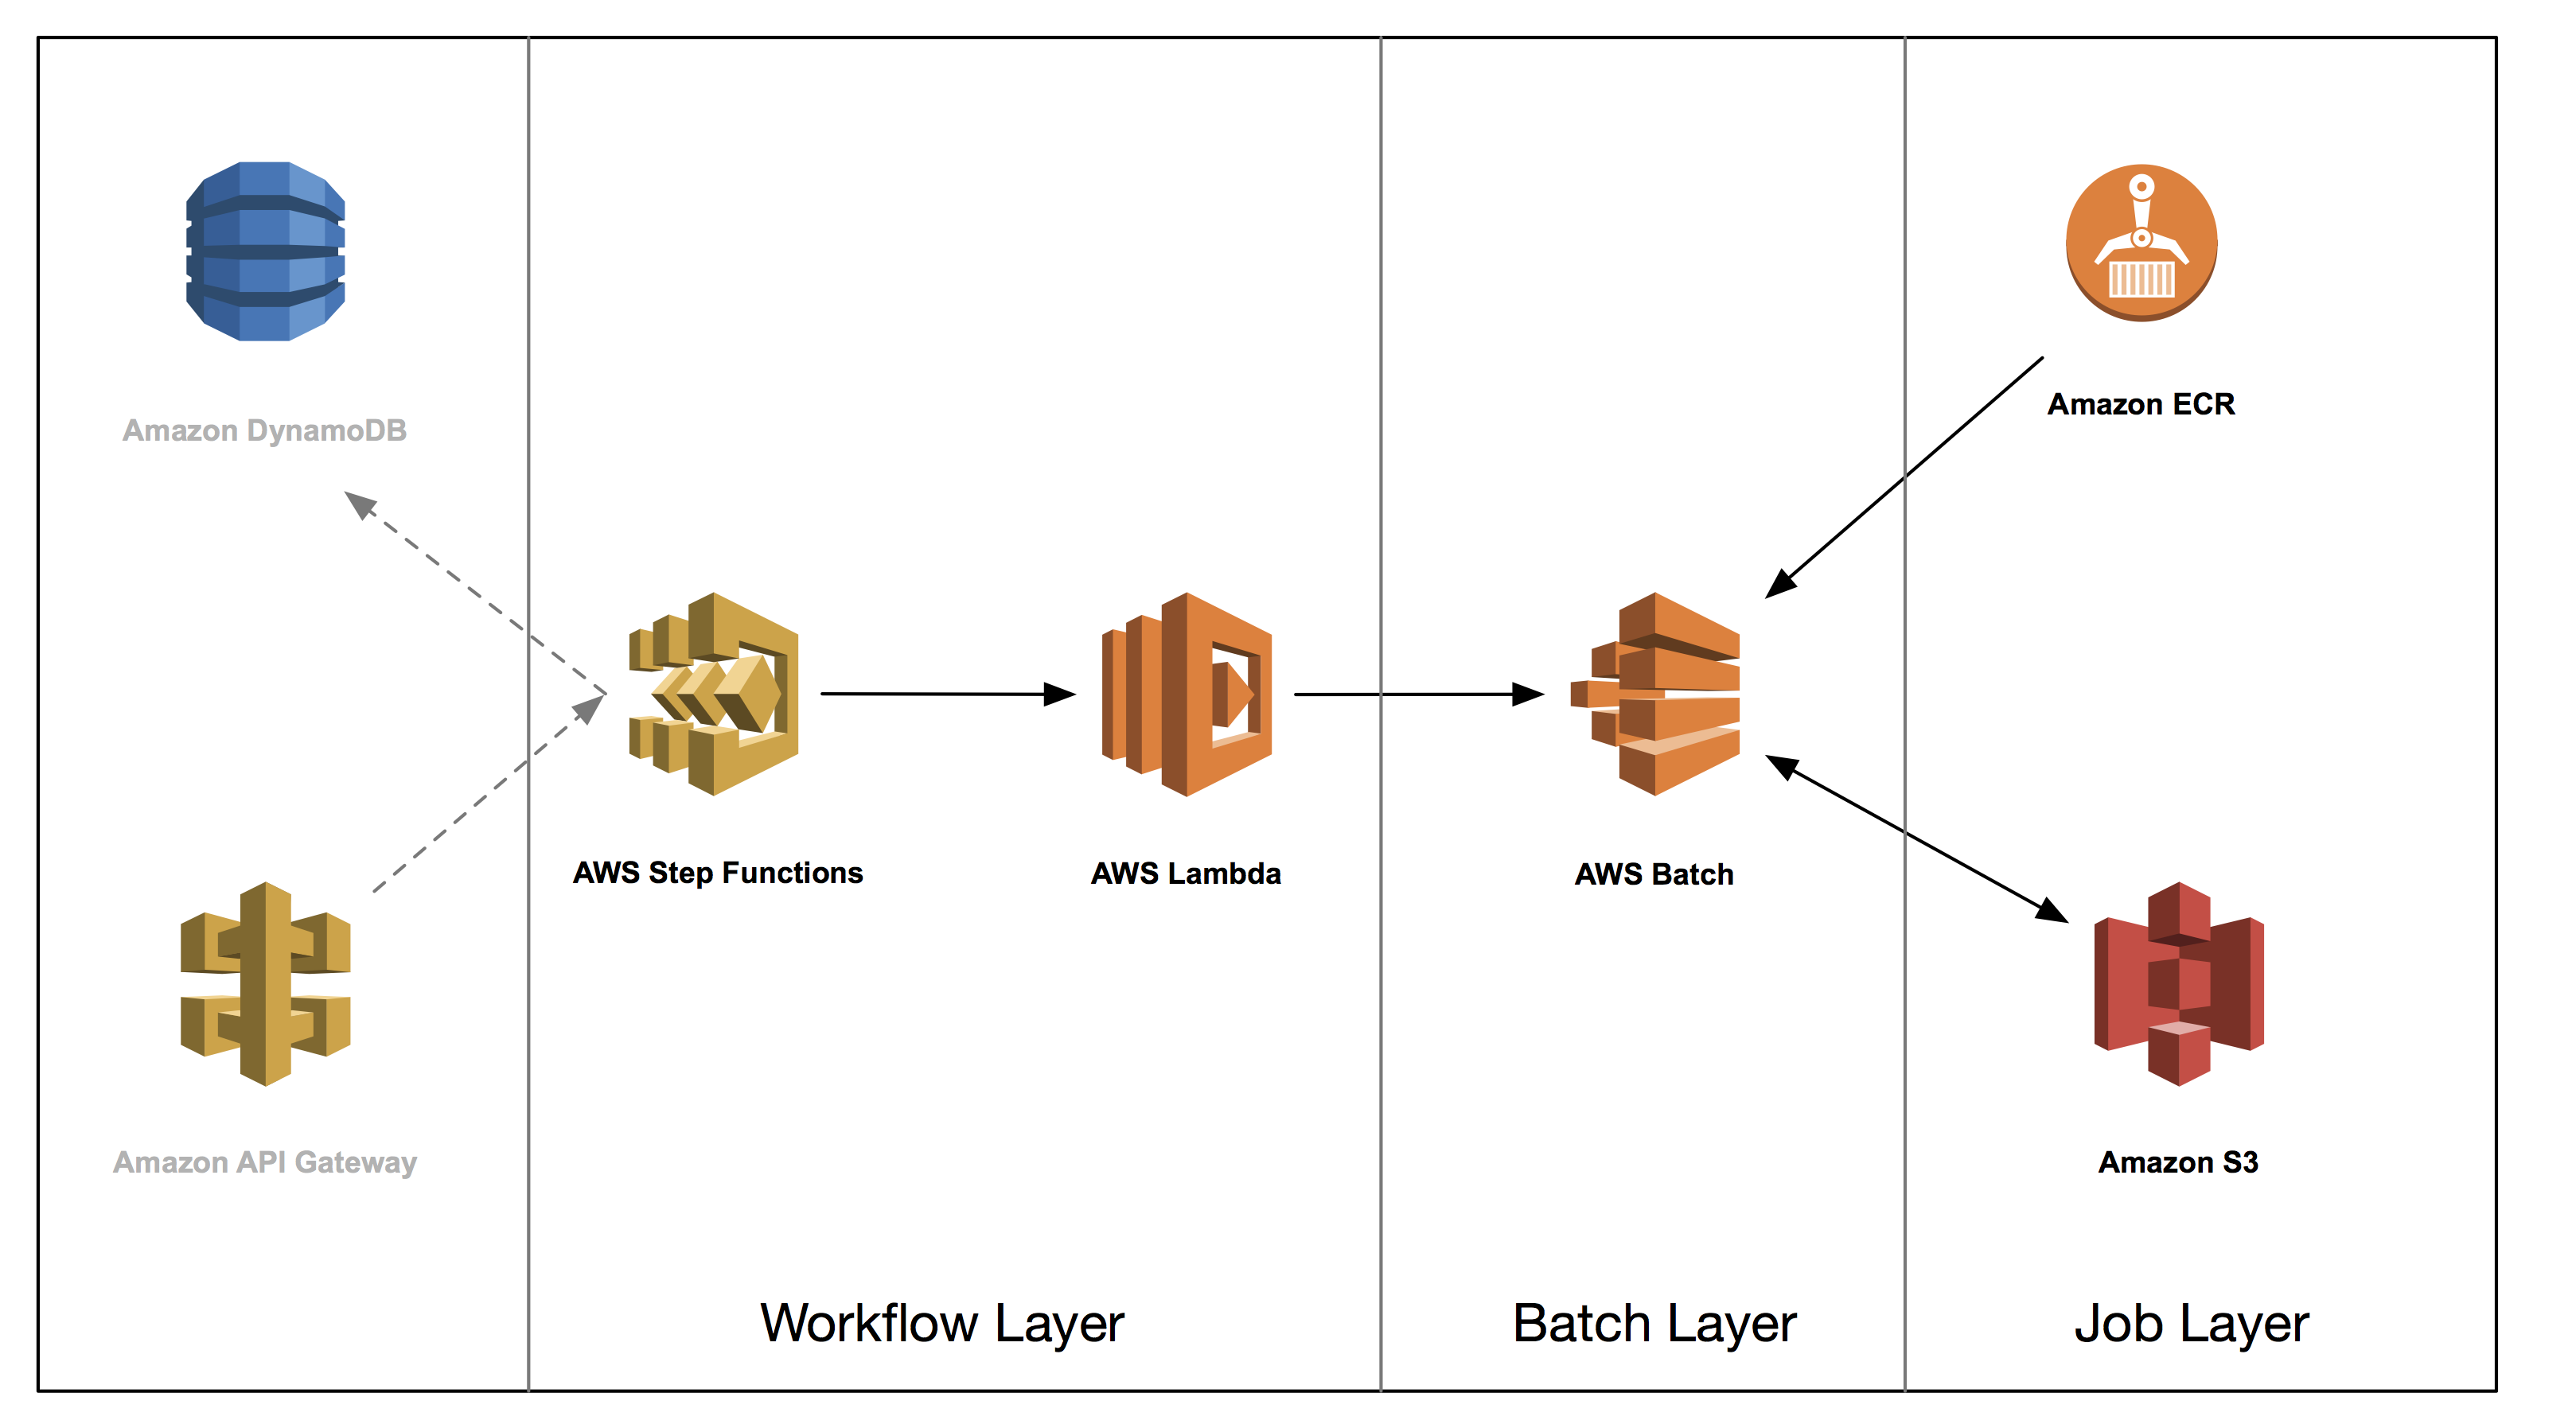 Amazon DynamoDB
Amazon ECR
AWS Step Functions
AWS Lambda
AWS Batch
Amazon API Gateway
Amazon S3
Workflow Layer
Batch Layer
Job Layer